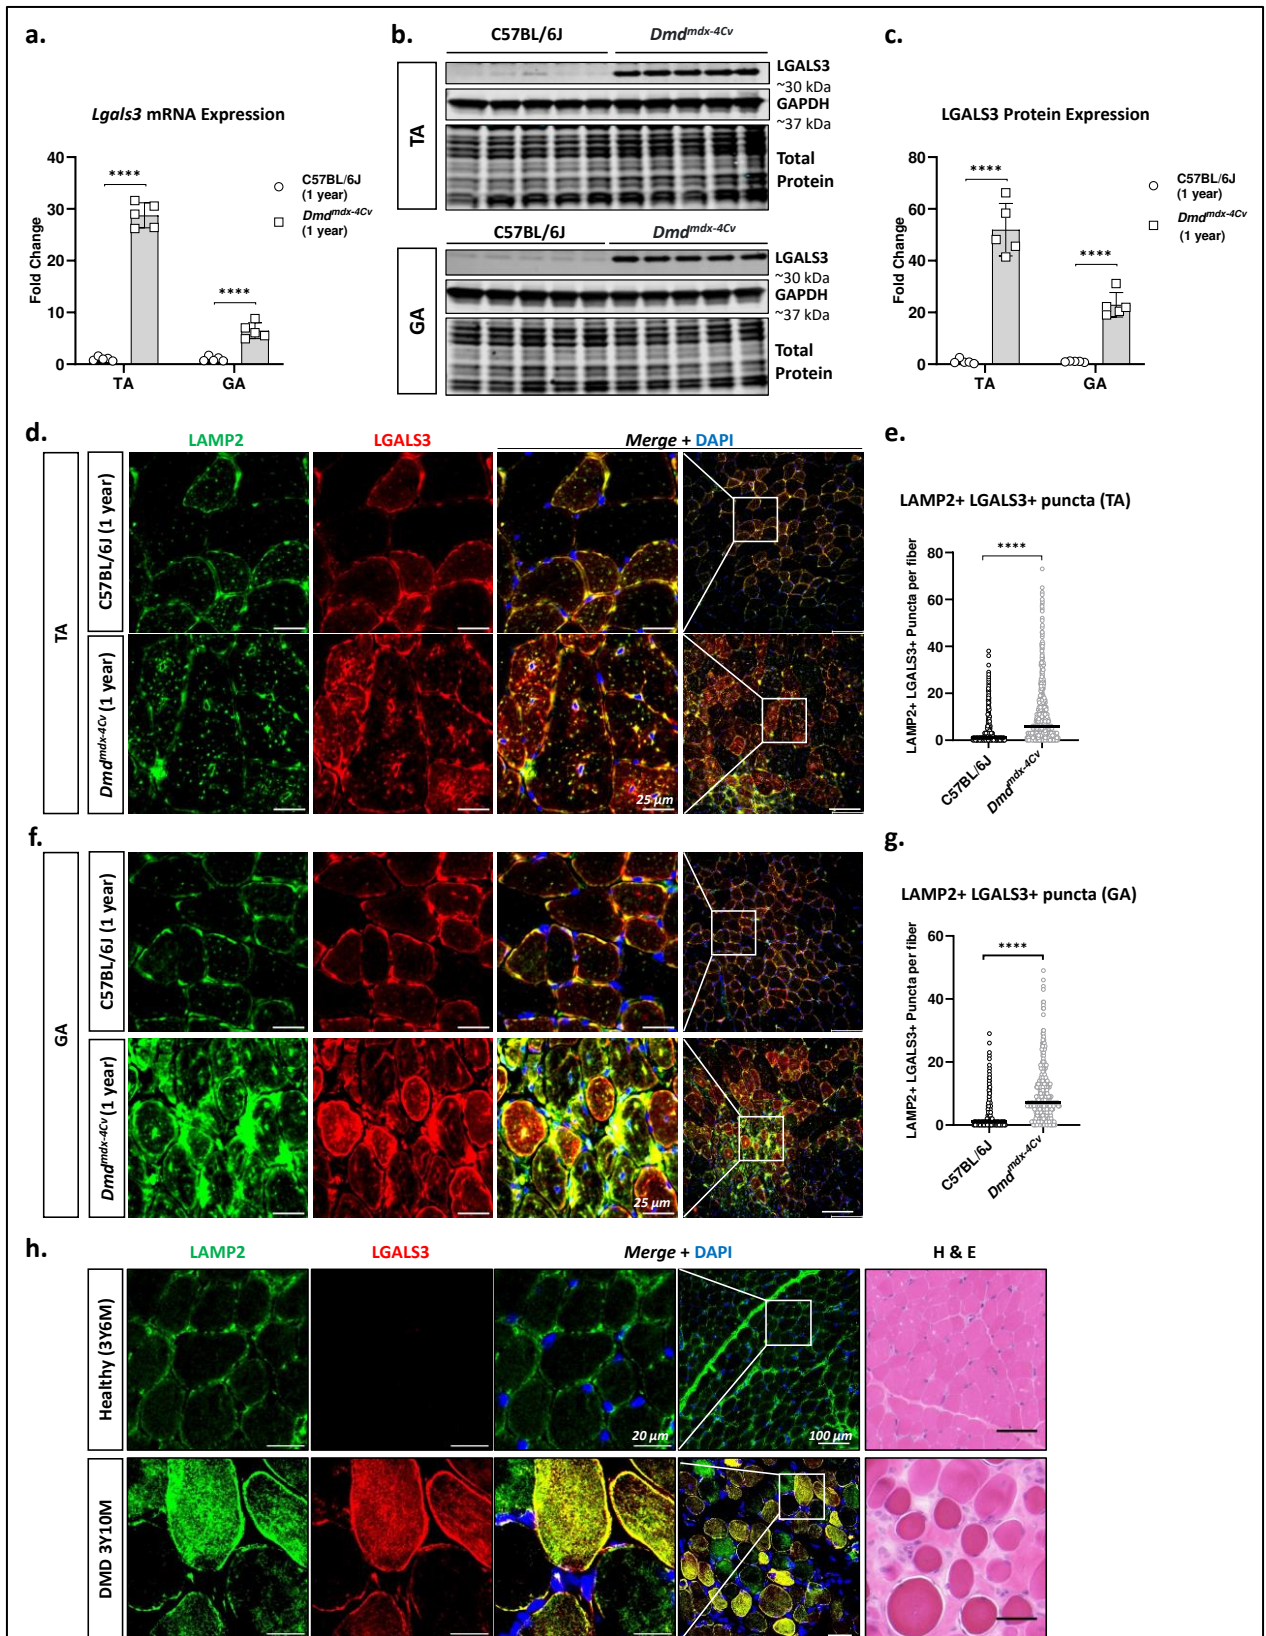 a.
Lgals3 mRNA Expression
Fold Change
40
30
20
10
0
****
****
TA
GA
C57BL/6J
(1 year)
Dmdmdx-4Cv
(1 year)
b.
C57BL/6J
Dmdmdx-4Cv
TA
LGALS3
~30 kDa
GAPDH
~37 kDa
Total
Protein
C57BL/6J
Dmdmdx-4Cv
GA
LGALS3
~30 kDa
GAPDH
~37 kDa
Total
Protein
c.
LGALS3 Protein Expression
Fold Change
80
60
40
20
0
****
****
TA
GA
C57BL/6J
(1 year)
Dmdmdx-4Cv
(1 year)
d.
LAMP2
LGALS3
Merge + DAPI
TA
C57BL/6J (1 year)
Dmdmdx-4Cv (1 year)
25 µm
e.
LAMP2+ LGALS3+ puncta (TA)
LAMP2+ LGALS3+ Puncta per fiber
80
60
40
20
0
****
C57BL/6J
Dmdmdx-4Cv
f.
GA
C57BL/6J (1 year)
Dmdmdx-4Cv (1 year)
25 µm
g.
LAMP2+ LGALS3+ puncta (GA)
LAMP2+ LGALS3+ Puncta per fiber
60
40
20
0
****
C57BL/6J
Dmdmdx-4Cv
h.
LAMP2
LGALS3
Merge + DAPI
H & E
Healthy (3Y6M)
20 µm
100 µm
DMD 3Y10M